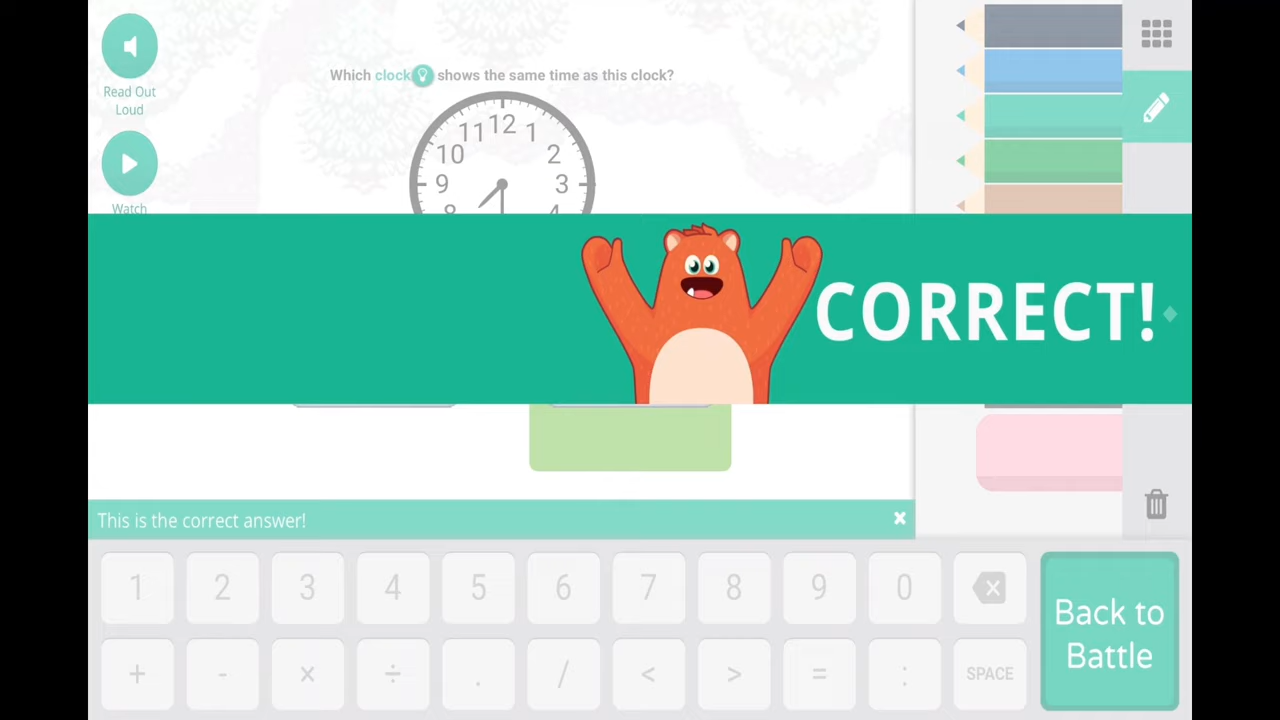 Read Out
Loud
Watch
Which clock shows the same time as this clock?
12
11
1
10
2
9
3
8
4
CORRECT!
This is the correct answer!
1 2 3 4 5 6 7 8 9 0
+ - × ÷ . / < > = : SPACE
Back to
Battle